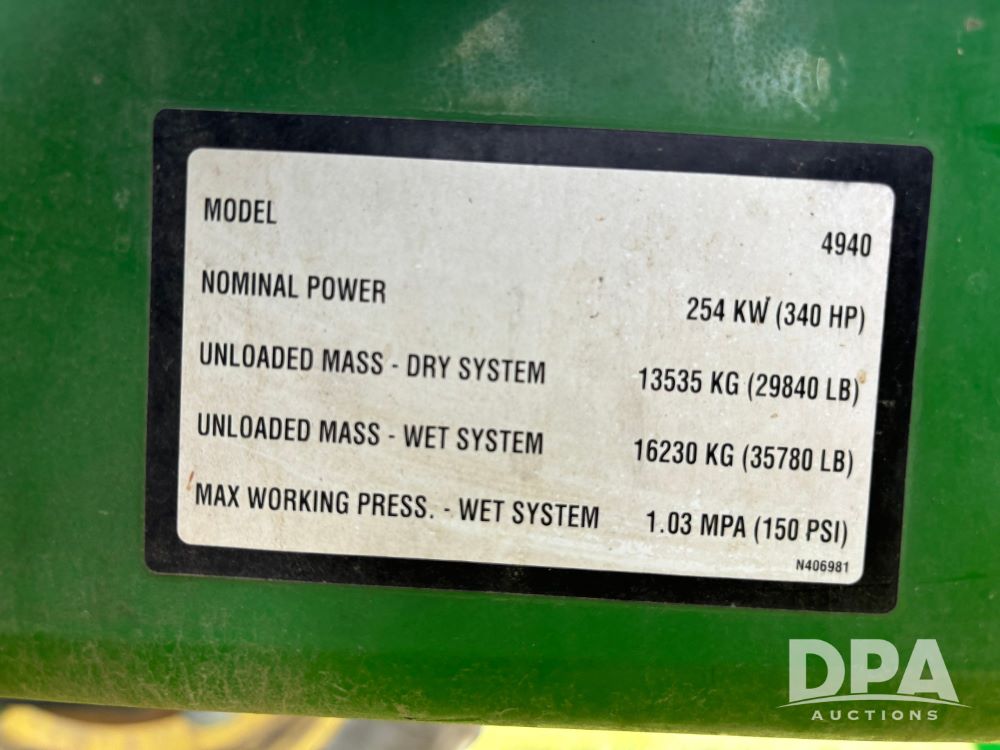 MODEL 4940
NOMINAL POWER 254 KW (340 HP)
UNLOADED MASS - DRY SYSTEM 13535 KG (29840 LB)
UNLOADED MASS - WET SYSTEM 16230 KG (35780 LB)
MAX WORKING PRESS. - WET SYSTEM 1.03 MPA (150 PSI)
N406981
DPA
AUCTIONS